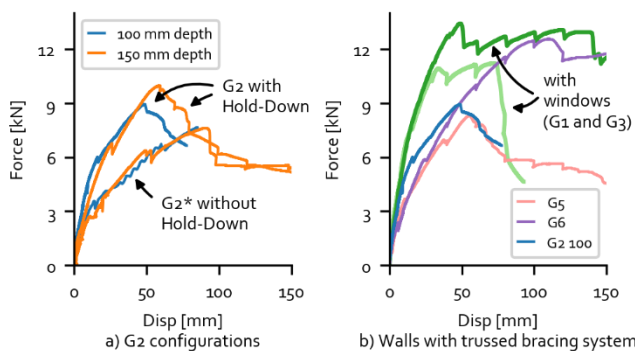 12
9
6
3
0
Force [kN]
100 mm depth
150 mm depth
G2 with
Hold-Down
G2* without
Hold-Down
0
50
100
150
Disp [mm]
a) G2 configurations
12
9
6
3
0
Force [kN]
with
windows
(G1 and G3)
G5
G6
G2 100
0
50
100
150
Disp [mm]
b) Walls with trussed bracing system